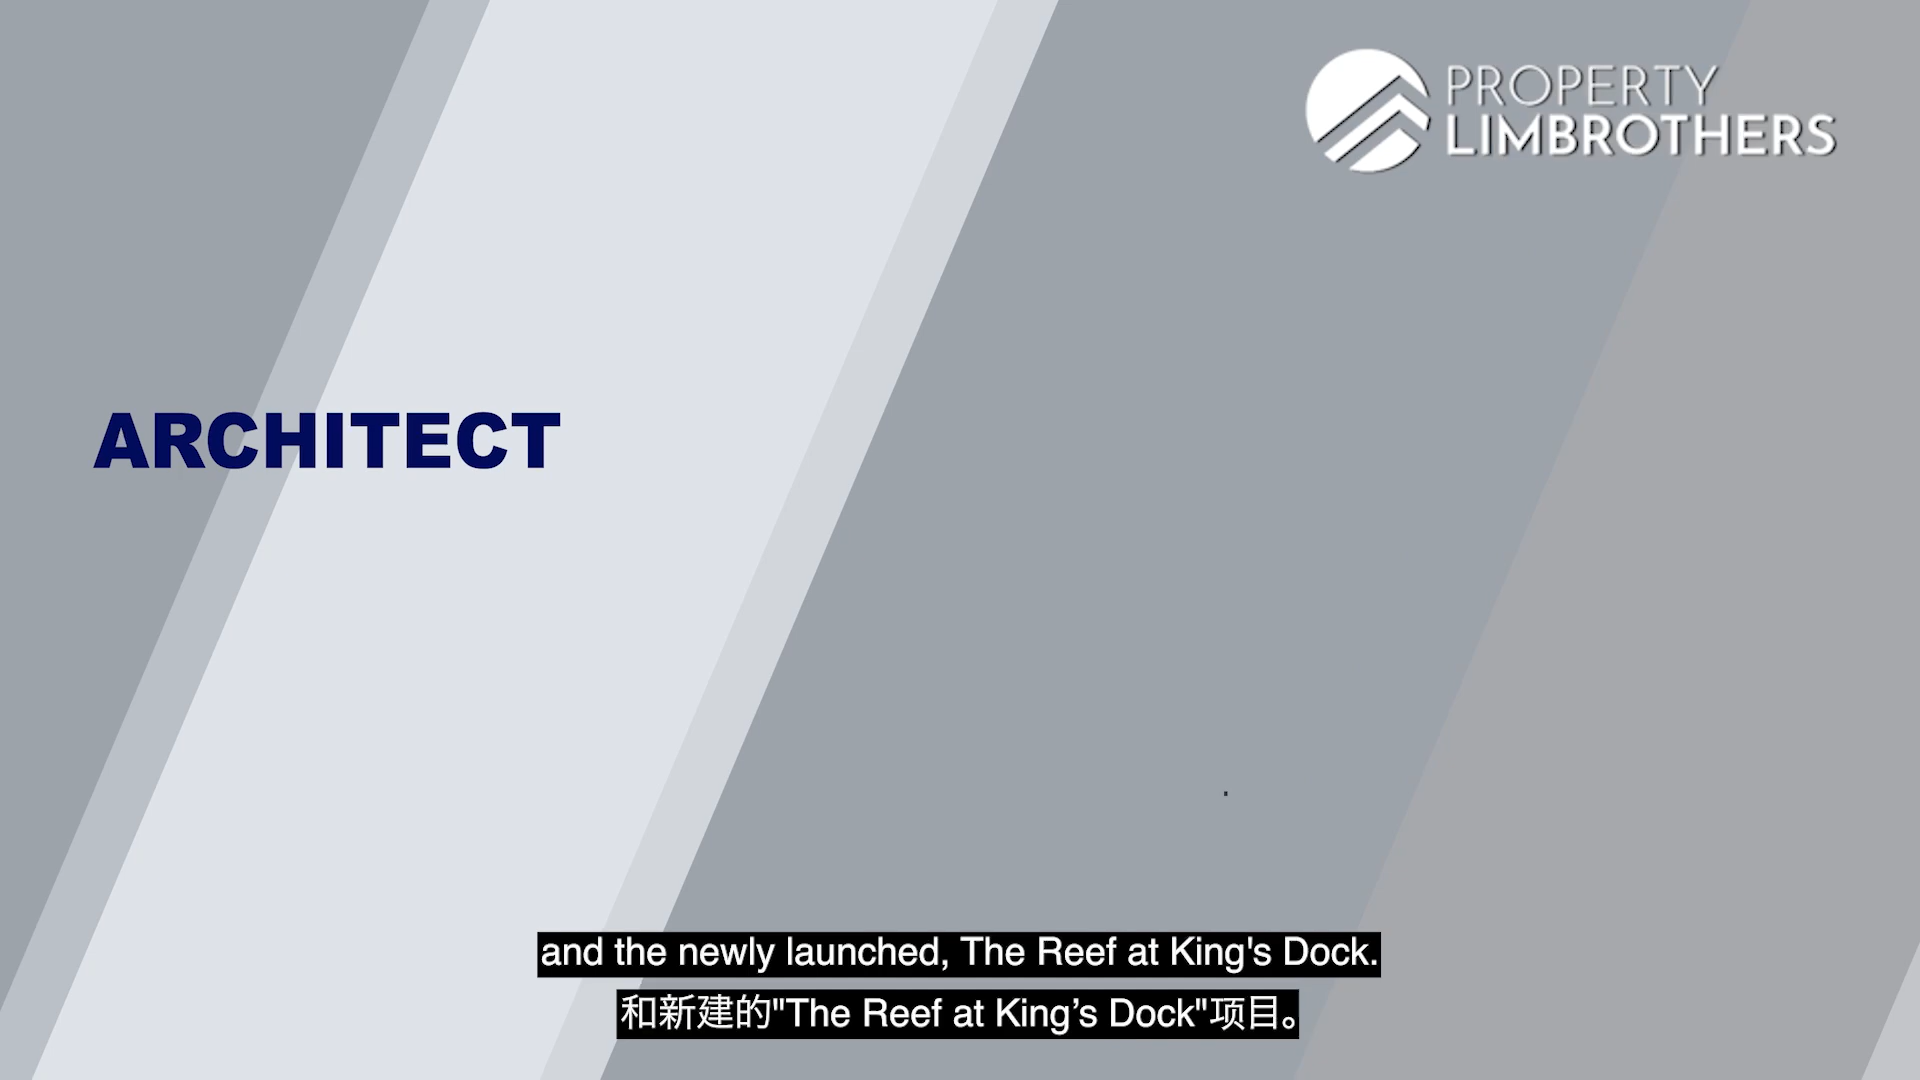 PROPERTY
LIMBROTHERS
ARCHITECT
and the newly launched, The Reef at King's Dock.
和新建的"The Reef at King’s Dock"项目。